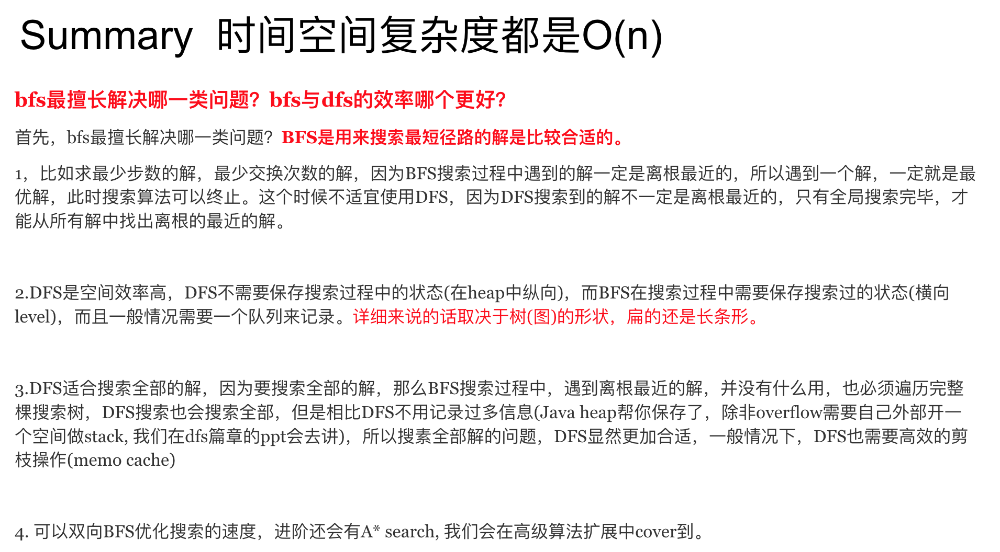 Summary 时间空间复杂度都是O(n)
bfs最擅长解决哪一类问题？bfs与dfs的效率哪个更好？
首先，bfs最擅长解决哪一类问题？BFS是用来搜索最短径路的解是比较合适的。
1，比如求最少步数的解，最少交换次数的解，因为BFS搜索过程中遇到的解一定是离根最近的，所以遇到一个解，一定就是最
优解，此时搜索算法可以终止。这个时候不适宜使用DFS，因为DFS搜索到的解不一定是离根最近的，只有全局搜索完毕，才
能从所有解中找出离根的最近的解。
2.DFS是空间效率高，DFS不需要保存搜索过程中的状态(在heap中纵向)，而BFS在搜索过程中需要保存搜索过的状态(横向
level)，而且一般情况需要一个队列来记录。详细来说的话取决于树(图)的形状，扁的还是长条形。
3.DFS适合搜索全部的解，因为要搜索全部的解，那么BFS搜索过程中，遇到离根最近的解，并没有什么用，也必须遍历完整
棵搜索树，DFS搜索也会搜索全部，但是相比DFS不用记录过多信息(Java heap帮你保存了，除非overflow需要自己外部开一
个空间做stack, 我们在dfs篇章的ppt会去讲)，所以搜素全部解的问题，DFS显然更加合适，一般情况下，DFS也需要高效的剪
枝操作(memo cache)
4. 可以双向BFS优化搜索的速度，进阶还会有A* search, 我们会在高级算法扩展中cover到。